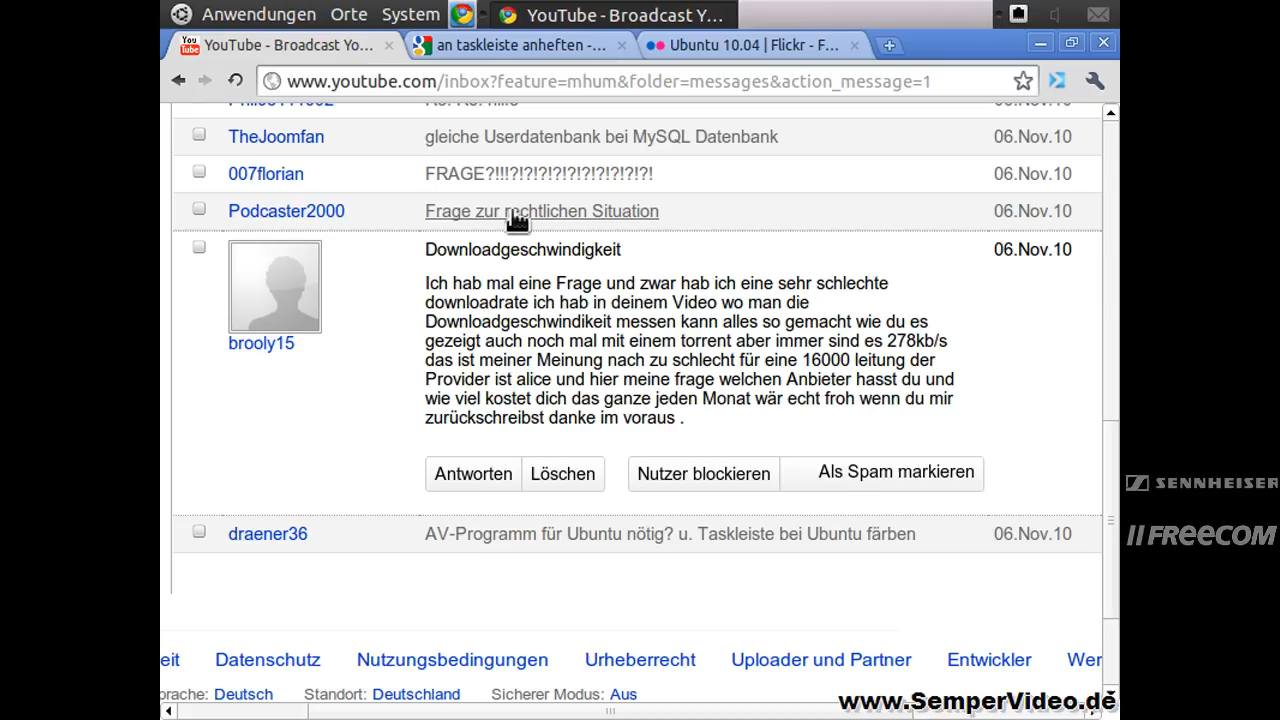 Anwendungen Orte System YouTube - Broadcast Y...
You Tube YouTube - Broadcast Yo... an taskleiste anheften -... Ubuntu 10.04 | Flickr - F...
www.youtube.com/inbox?feature=mhum&folder=messages&action_message=1
TheJoomfan gleiche Userdatenbank bei MySQL Datenbank 06.Nov.10
007florian FRAGE?!!!?!?!?!?!?!?!?!?!?!?! 06.Nov.10
Podcaster2000 Frage zur rechtlichen Situation 06.Nov.10
Downloadgeschwindigkeit 06.Nov.10
Ich hab mal eine Frage und zwar hab ich eine sehr schlechte
downloadrate ich hab in deinem Video wo man die
Downloadgeschwindikeit messen kann alles so gemacht wie du es
gezeigt auch noch mal mit einem torrent aber immer sind es 278kb/s
das ist meiner Meinung nach zu schlecht für eine 16000 leitung der
Provider ist alice und hier meine frage welchen Anbieter hasst du und
wie viel kostet dich das ganze jeden Monat wär echt froh wenn du mir
zurückschreibst danke im voraus .
brooly15
Antworten Löschen Nutzer blockieren Als Spam markieren
draener36 AV-Programm für Ubuntu nötig? u. Taskleiste bei Ubuntu färben 06.Nov.10
eit Datenschutz Nutzungsbedingungen Urheberrecht Uploader und Partner Entwickler Wer
prache: Deutsch Standort: Deutschland Sicherer Modus: Aus
www.SemperVideo.de
SENNHEISER
FREECOM